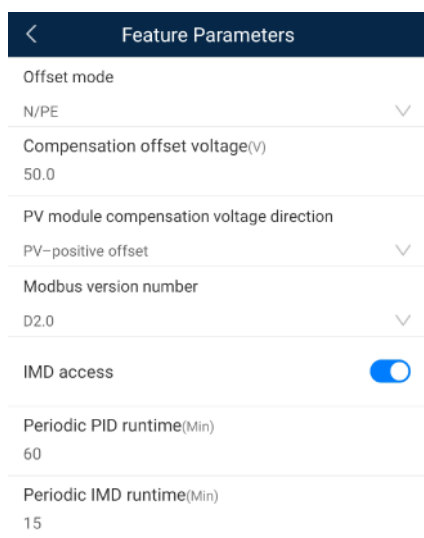 Feature Parameters
Offset mode
N/PE
Compensation offset voltage(V)
50.0
PV module compensation voltage direction
PV-positive offset
Modbus version number
D2.0
IMD access
Periodic PID runtime(Min)
60
Periodic IMD runtime(Min)
15